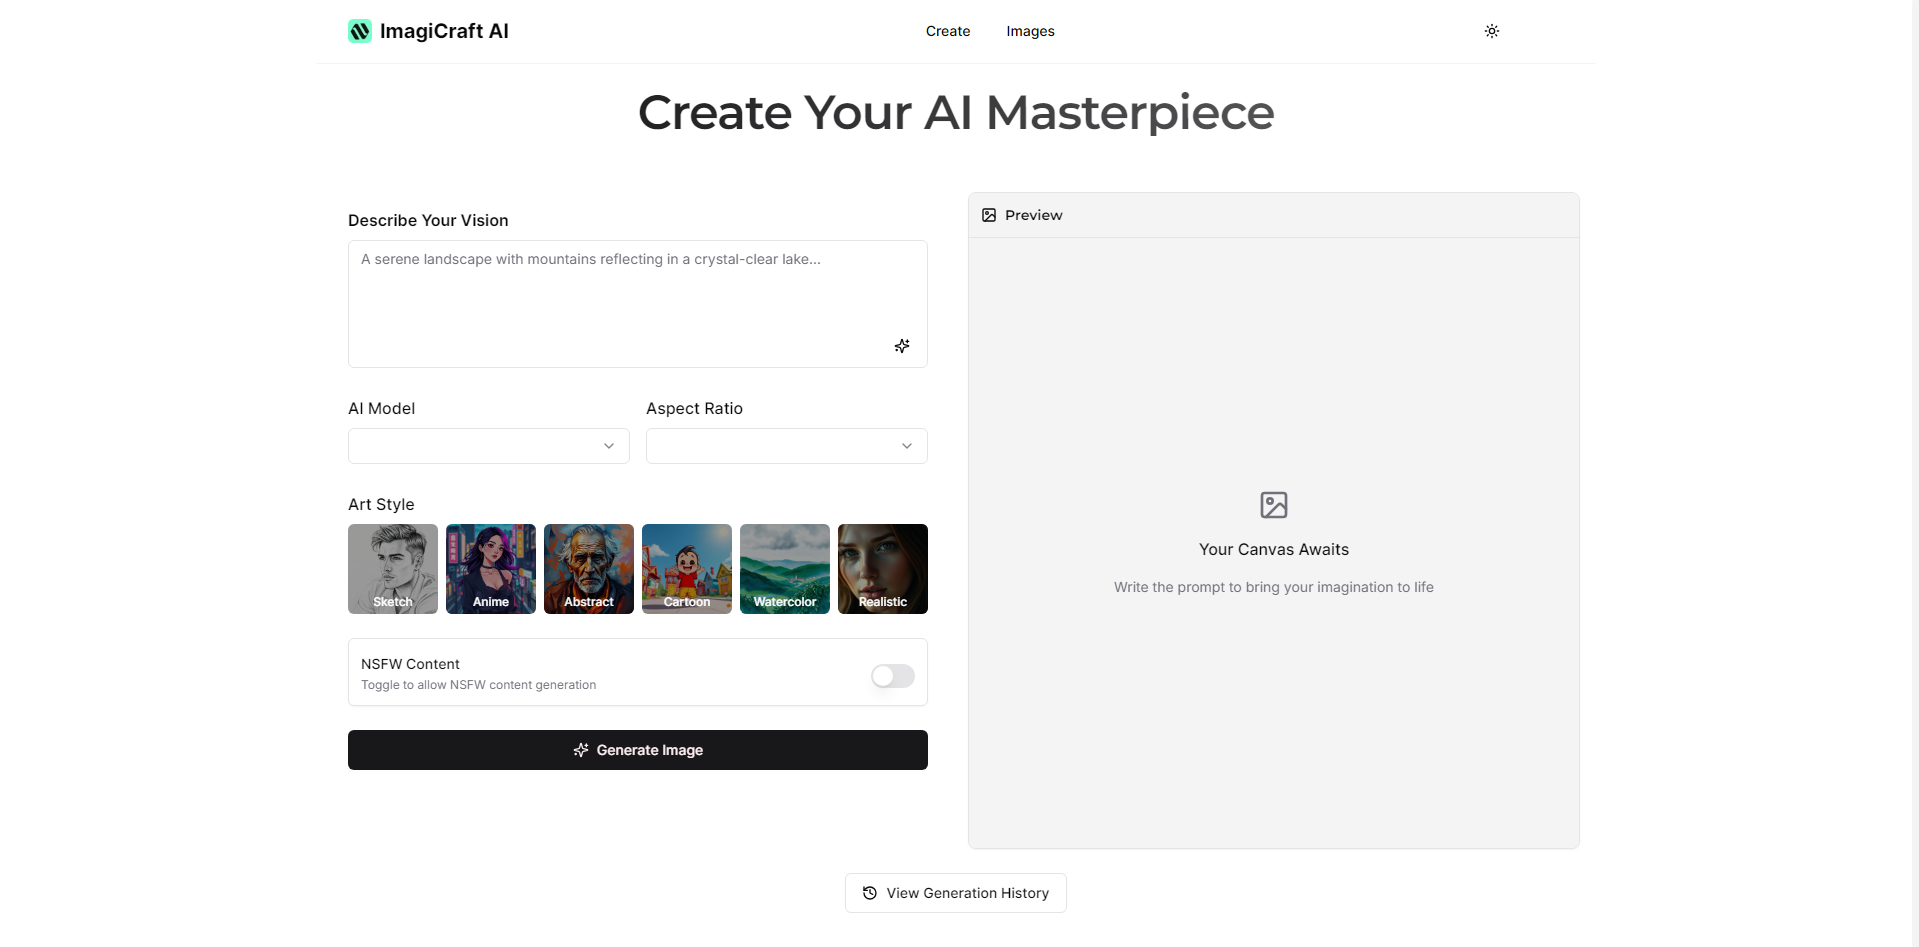 ImagiCraft AI
Create
Images
Create Your AI Masterpiece
Describe Your Vision
A serene landscape with mountains reflecting in a crystal-clear lake...
AI Model
Aspect Ratio
Art Style
Sketch
Anime
Abstract
Cartoon
Watercolor
Realistic
NSFW Content
Toggle to allow NSFW content generation
Generate Image
Preview
Your Canvas Awaits
Write the prompt to bring your imagination to life
View Generation History